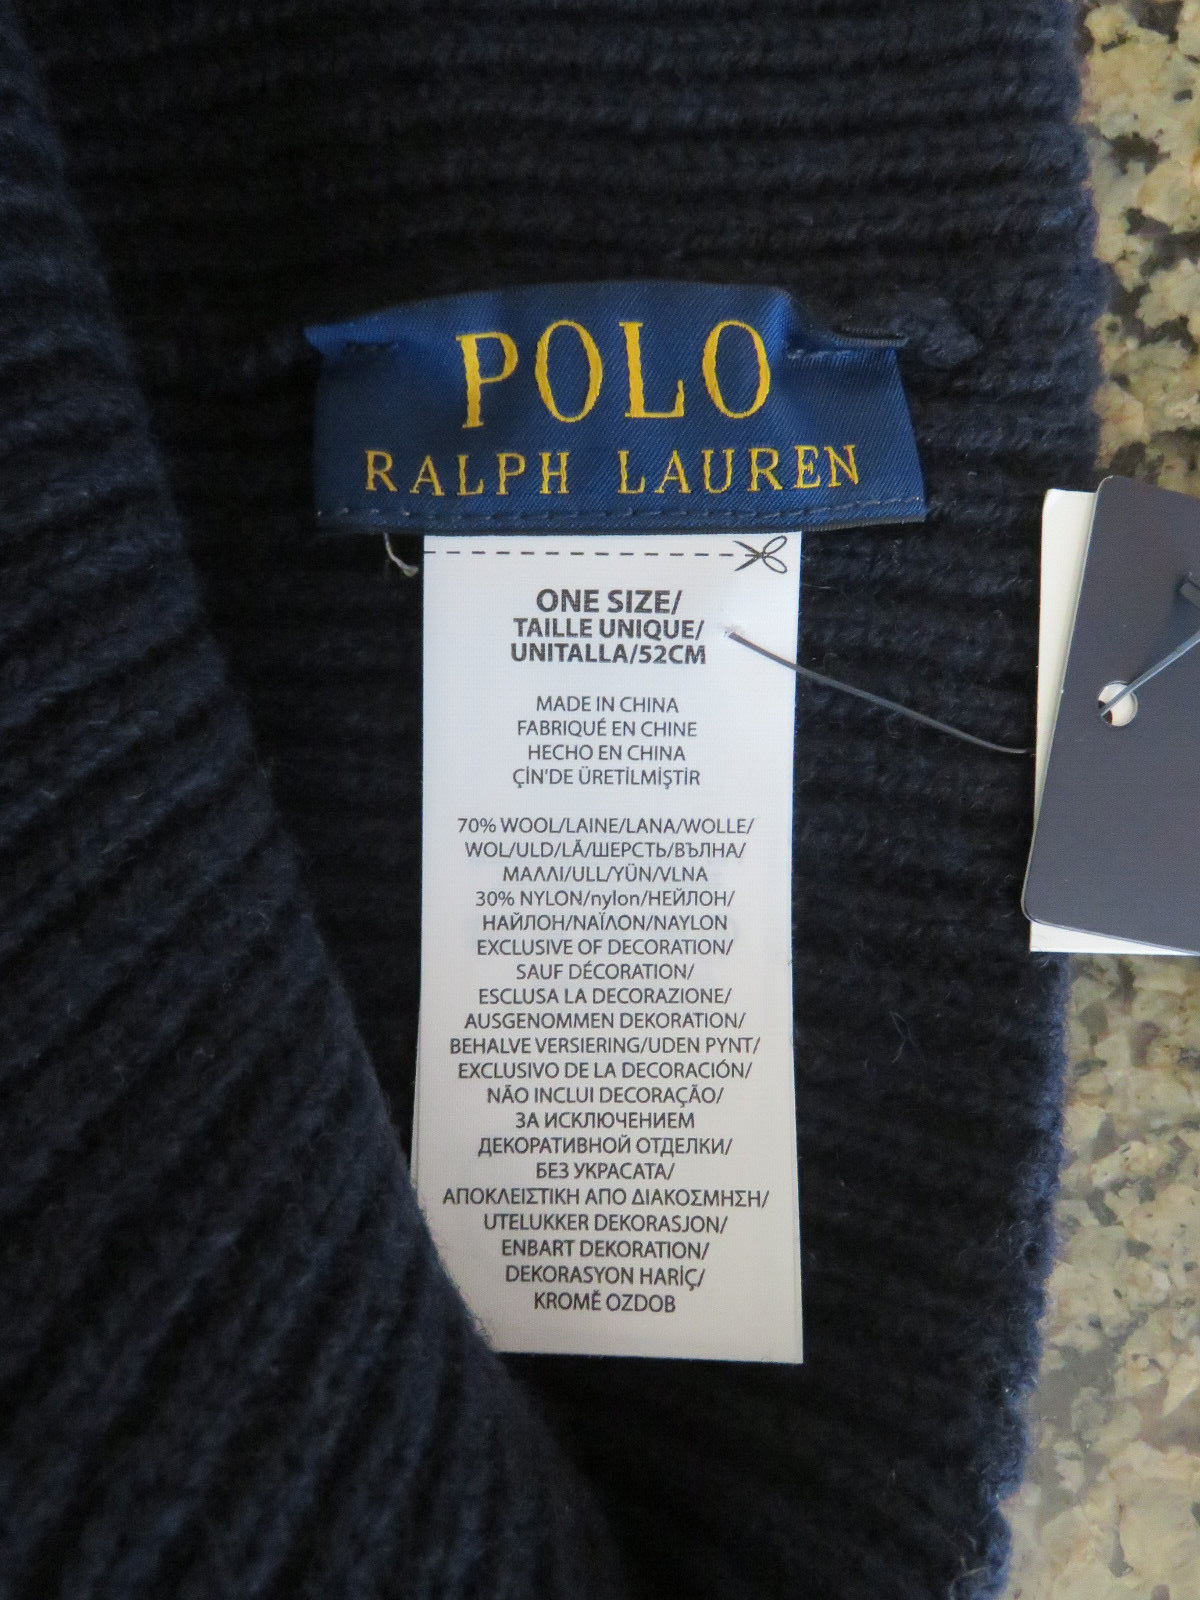 POLO
RALPH LAUREN
ONE SIZE/
TAILLE UNIQUE/
UNITALLA/52CM
MADE IN CHINA
FABRIQUÉ EN CHINE
HECHO EN CHINA
ÇİN'DE ÜRETİLMİŞTİR
70% WOOL/LAINE/LANA/WOLLE/
WOL/ULD/LÃ/ШЕРСТЬ/ВЪЛНА/
ΜΑΛΛΙ/ULL/YÜN/VLNA
30% NYLON/nylon/НЕЙЛОН/
НАЙЛОН/ΝΑΪΛΟΝ/NAYLON
EXCLUSIVE OF DECORATION/
SAUF DÉCORATION/
ESCLUSA LA DECORAZIONE/
AUSGENOMMEN DEKORATION/
BEHALVE VERSIERING/UDEN PYNT/
EXCLUSIVO DE LA DECORACIÓN/
NÃO INCLUI DECORAÇÃO/
ЗА ИСКЛЮЧЕНИЕМ
ДЕКОРАТИВНОЙ ОТДЕЛКИ/
БЕЗ УКРАСАТА/
ΑΠΟΚΛΕΙΣΤΙΚΗ ΑΠΟ ΔΙΑΚΟΣΜΗΣΗ/
UTELUKKER DEKORASJON/
ENBART DEKORATION/
DEKORASYON HARİÇ/
KROMĚ OZDOB